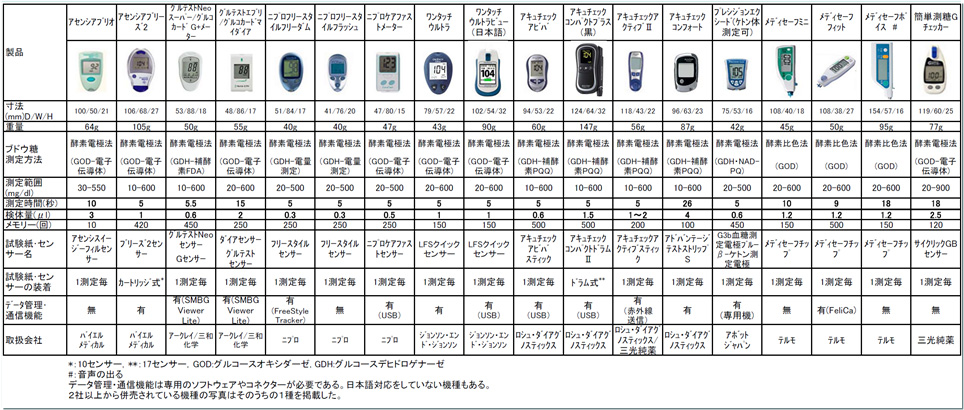 製品
アセンシアブリオ
アセンシアブリーズ2
グルテストNeoスーパー/グルコカードG+メーター
グルテストエブリ/グルコカードマイダイア
ニプロフリースタイルフリーダム
ニプロフリースタイルフラッシュ
ニプロケアファストメーター
ワンタッチウルトラ
ワンタッチウルトラビュー(日本語)
アキュチェックアビバ
アキュチェックコンパクトプラス(黒)
アキュチェックアクティブⅡ
アキュチェックコンフォート
プレシジョンエクシード(ケトン体測定可)
メディセーフミニ
メディセーフフィット
メディセーフボイス #
簡単測糖Gチェッカー
寸法(mm)D/W/H 100/50/21 106/68/27 53/88/18 48/86/17 51/84/17 41/76/20 47/80/15 79/57/22 102/54/32 94/53/22 124/64/32 118/43/22 96/63/23 75/53/16 108/40/18 108/38/27 154/57/16 119/60/25
重量 64g 105g 50g 55g 40g 40g 47g 43g 90g 60g 147g 56g 87g 42g 45g 50g 95g 77g
ブドウ糖測定方法
酵素電極法(GOD-電子伝導体)
酵素電極法(GOD-電子伝導体)
酵素電極法(GDH-補酵素FDA)
酵素電極法(GOD-電子伝導体)
酵素電極法(GDH-電量測定)
酵素電極法(GDH-電量測定)
酵素電極法(GOD-電子伝導体)
酵素電極法(GOD-電子伝導体)
酵素電極法(GOD-電子伝導体)
酵素電極法(GDH-補酵素PQQ)
酵素電極法(GDH-補酵素PQQ)
酵素電極法(GDH-補酵素PQQ)
酵素電極法(GDH-補酵素PQQ)
酵素電極法(GDH・NAD-PQ)
酵素比色法(GOD)
酵素比色法(GOD)
酵素比色法(GOD)
酵素電極法(GOD-電子伝導体)
測定範囲(mg/dl) 30-550 10-600 10-600 20-600 20-500 20-500 20-600 20-600 20-600 10-600 10-600 10-600 10-600 20-500 20-600 20-600 20-600 20-900
測定時間(秒) 10 5 5.5 15 5 5 5 5 5 5 5 5 26 5 10 9 18 18
検体量(μl) 3 1 0.6 2 0.3 0.3 0.5 1 1 0.6 1.5 1~2 4 0.6 1.2 1.2 1.2 2.5
メモリー(回) 10 420 450 250 250 250 250 150 500 500 500 200 100 450 150 500 150 120
試験紙・センサー名
アセンシスイージーフィルセンサー
ブリーズ2センサー
グルテストNeoセンサー Gセンサー
ダイアセンサー グルテストセンサー
フリースタイルセンサー
フリースタイルセンサー
ニプロケアファストセンサー
LFSクイックセンサー
LFSクイックセンサー
アキュチェックアビバスティック
アキュチェックコンパクトドラムⅡ
アキュチェックアクティブスティック
アドバンテージテストストリップS
G3b血糖測定電極ブルーβ-ケトン測定電極
メディセーフチップ
メディセーフチップ
メディセーフチップ
サイクリックGBセンサー
試験紙・センサーの装着 1測定毎 カートリッジ式* 1測定毎 1測定毎 1測定毎 1測定毎 1測定毎 1測定毎 1測定毎 1測定毎 ドラム式** 1測定毎 1測定毎 1測定毎 1測定毎 1測定毎 1測定毎 1測定毎
データ管理・通信機能 無 有 有(SMBG Viewer Lite) 有(SMBG Viewer Lite) 有(FreeStyle Tracker) 無 有(USB) 有(USB) 有(USB) 有(USB) 有(USB) 有(赤外線送信) 有(USB) 有(専用機) 無 有(FeliCa) 無 無
取扱会社
バイエルメディカル
バイエルメディカル
アークレイ/三和化学
アークレイ/三和化学
ニプロ
ニプロ
ニプロ
ジョンソン・エンド・ジョンソン
ジョンソン・エンド・ジョンソン
ロシュ・ダイアグノスティックス
ロシュ・ダイアグノスティックス
ロシュ・ダイアグノスティックス/三光純薬
ロシュ・ダイアグノスティックス
アボットジャパン
テルモ
テルモ
テルモ
三光純薬
*:10センサー, **:17センサー, GOD:グルコースオキシダーゼ, GDH:グルコースデヒドロゲナーゼ
#:音声の出る
データ管理・通信機能は専用のソフトウェアやコネクターが必要である。日本語対応をしていない機種もある。
2社以上から併売されている機種の写真はそのうちの1種を掲載した。